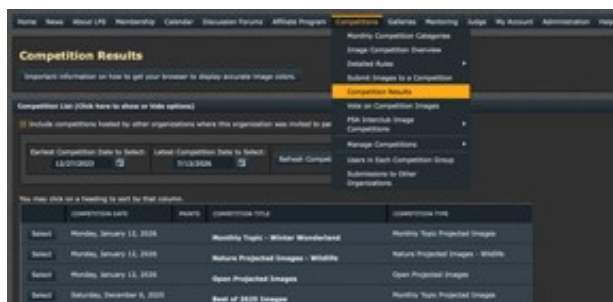 Home News About LPS Membership Calendar Discussion Forums Affiliate Program Competitions Galleries Mentoring Judge My Account Administration Help
Competition Results
Important information on how to get your browser to display accurate image colors.
Monthly Competition Categories
Image Competition Overview
Detailed Rules
Submit Images to a Competition
Competition Results
Vote on Competition Images
PSA Interclub Image
Competitions
Manage Competitions
Users in Each Competition Group
Submissions to Other
Organizations
Competition List (Click here to show or hide options)
Include competitions hosted by other organizations where this organization was invited to
Earliest Competition Date to Select: Latest Competition Date to Select:
12/27/2023 7/13/2026 Refresh
You may click on a heading to sort by that column.
COMPETITION DATE PRINTS COMPETITION TITLE COMPETITION TYPE
Select Monday, January 12, 2026 Monthly Topic - Winter Wonderland Monthly Topic Projected Images
Select Monday, January 12, 2026 Nature Projected Images - Wildlife Nature Projected Images - Wildlife
Select Monday, January 12, 2026 Open Projected Images Open Projected Images
Select Saturday, December 6, 2025 Best of 2025 Images Monthly Topic Projected Images